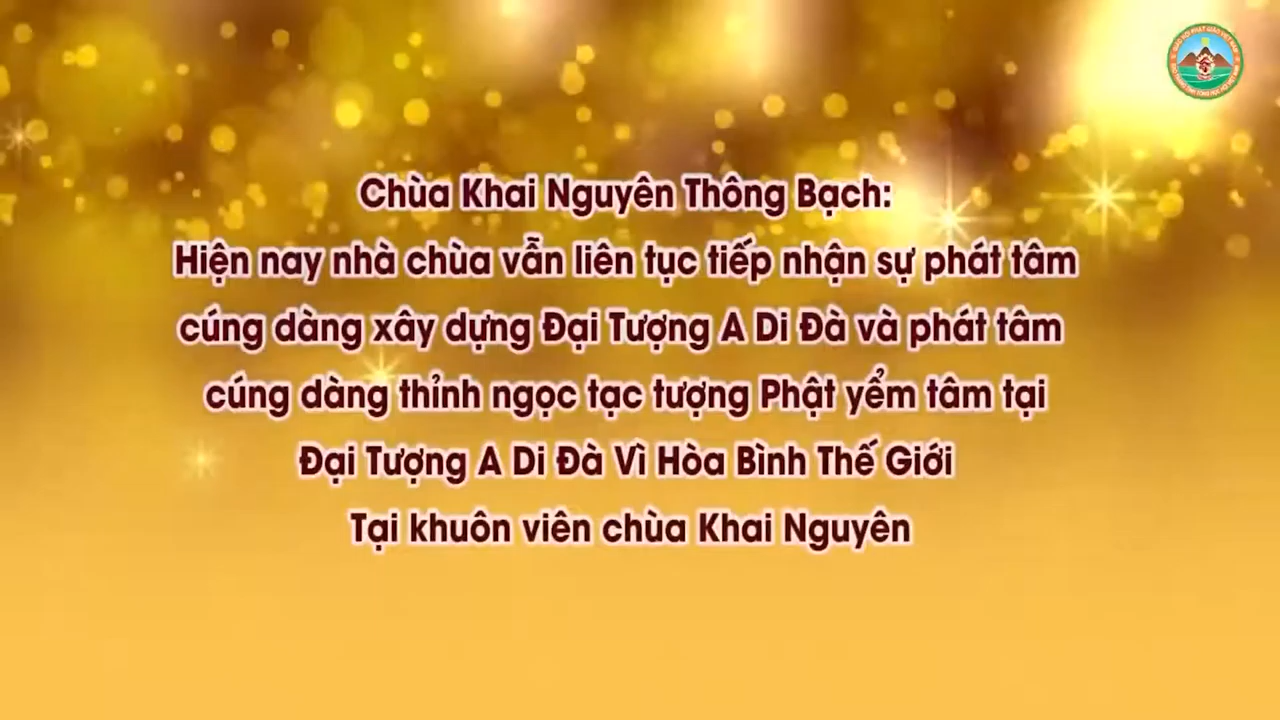 Chùa Khai Nguyên Thông Bạch:
Hiện nay nhà chùa vẫn liên tục tiếp nhận sự phát tâm
cúng dàng xây dựng Đại Tượng A Di Đà và phát tâm
cúng dàng thỉnh ngọc tạc tượng Phật yểm tâm tại
Đại Tượng A Di Đà Vì Hòa Bình Thế Giới
Tại khuôn viên chùa Khai Nguyên